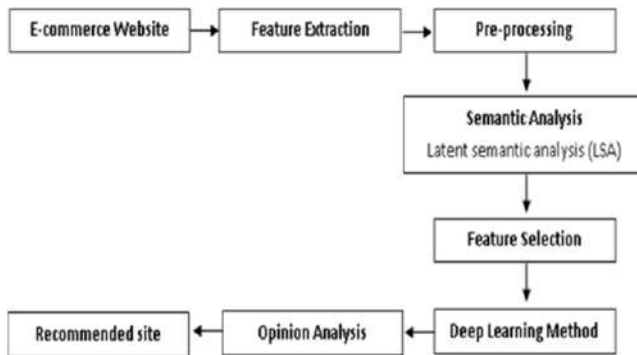 E-commerce Website
Feature Extraction
Pre-processing
Semantic Analysis
Latent semantic analysis (LSA)
Feature Selection
Deep Learning Method
Opinion Analysis
Recommended site